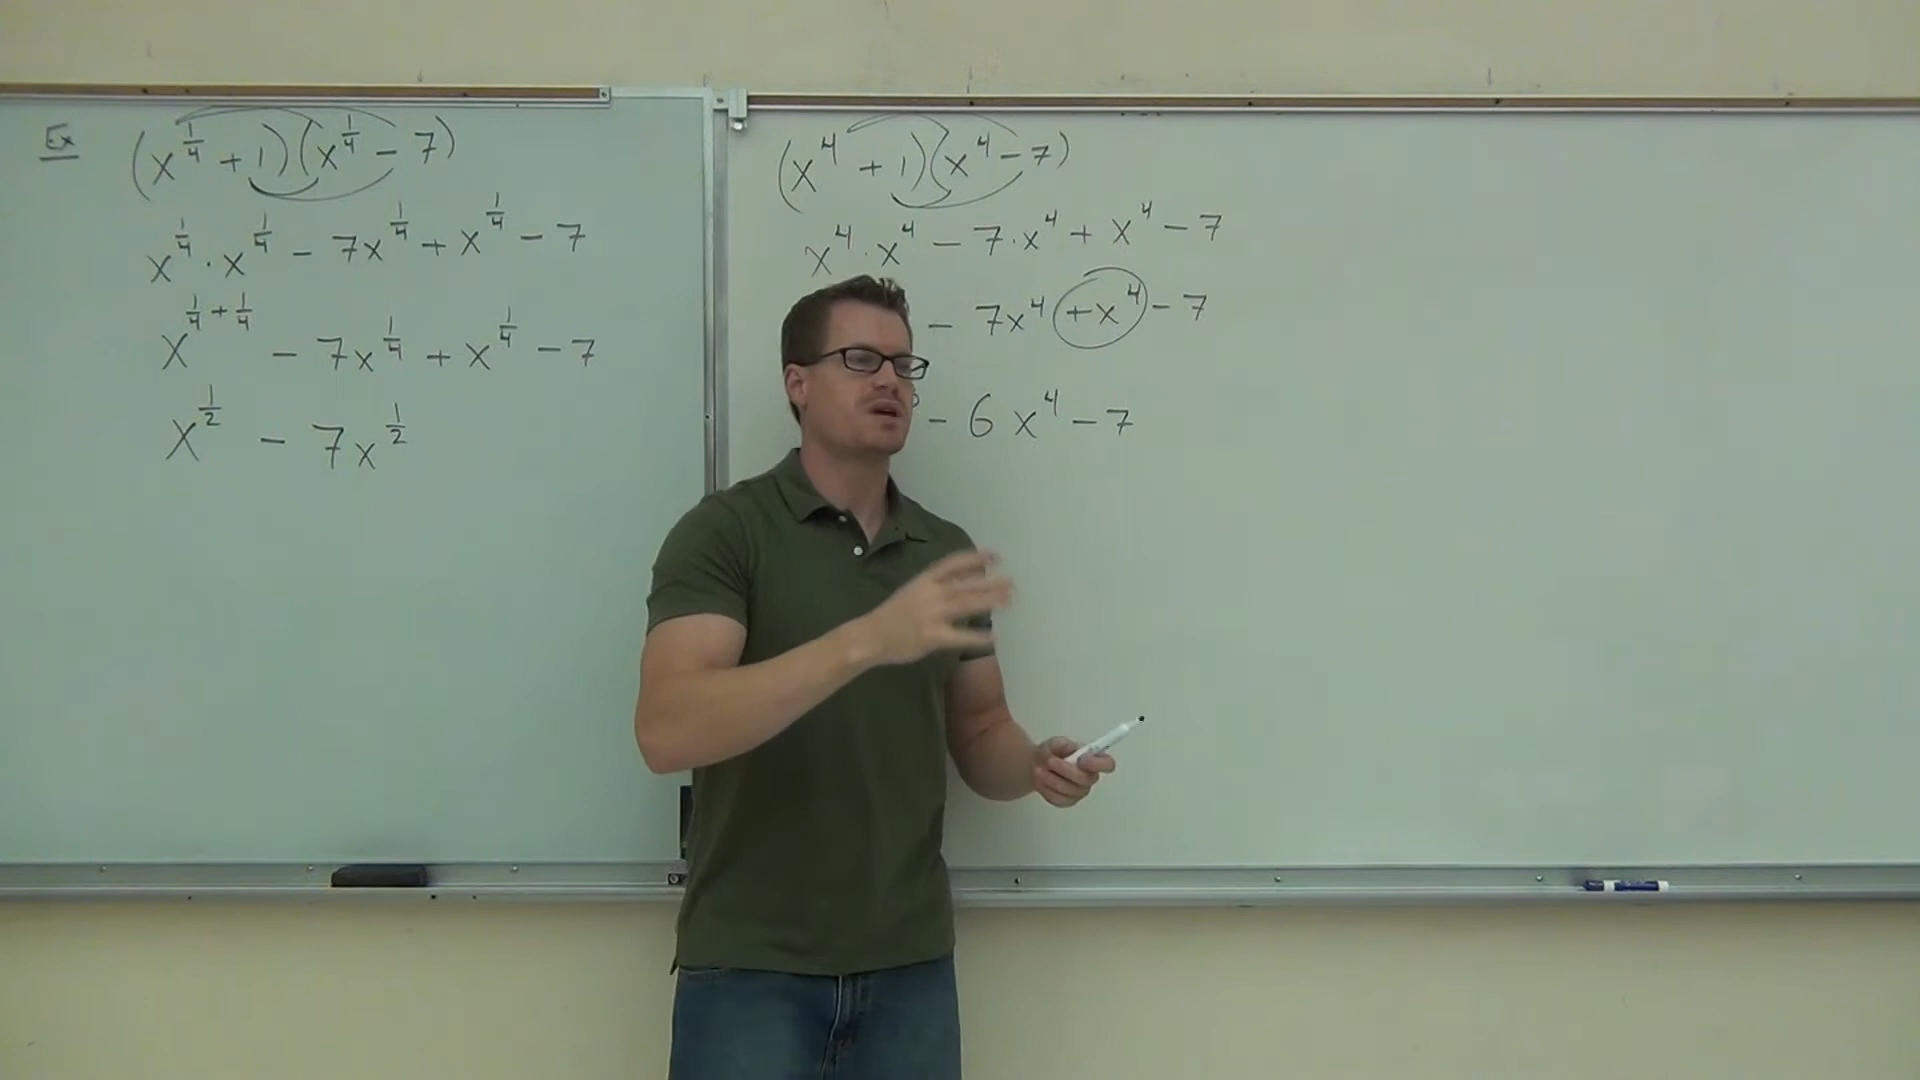 Ex (x^{1/4} + 1)(x^{1/4} - 7)
x^{1/4} · x^{1/4} - 7x^{1/4} + x^{1/4} - 7
x^{1/4 + 1/4} - 7x^{1/4} + x^{1/4} - 7
x^{1/2} - 7x^{1/2}
(x^4 + 1)(x^4 - 7)
x^4 · x^4 - 7·x^4 + x^4 - 7
- 7x^4 + x^4 - 7
- 6x^4 - 7